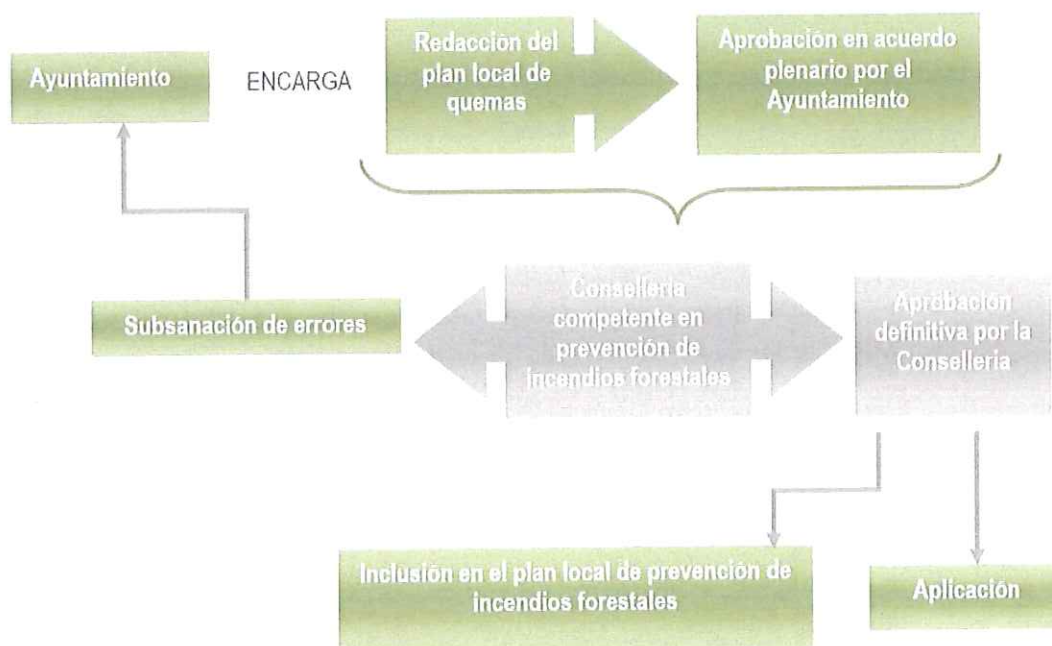 Ayuntamiento
ENCARGA
Redacción del
plan local de
quemas
Aprobación en acuerdo
plenario por el
Ayuntamiento
Subsanación de errores
Conselleria
competente en
prevención de
incendios forestales
Aprobación
definitiva por la
Conselleria
Inclusión en el plan local de prevención de
incendios forestales
Aplicación